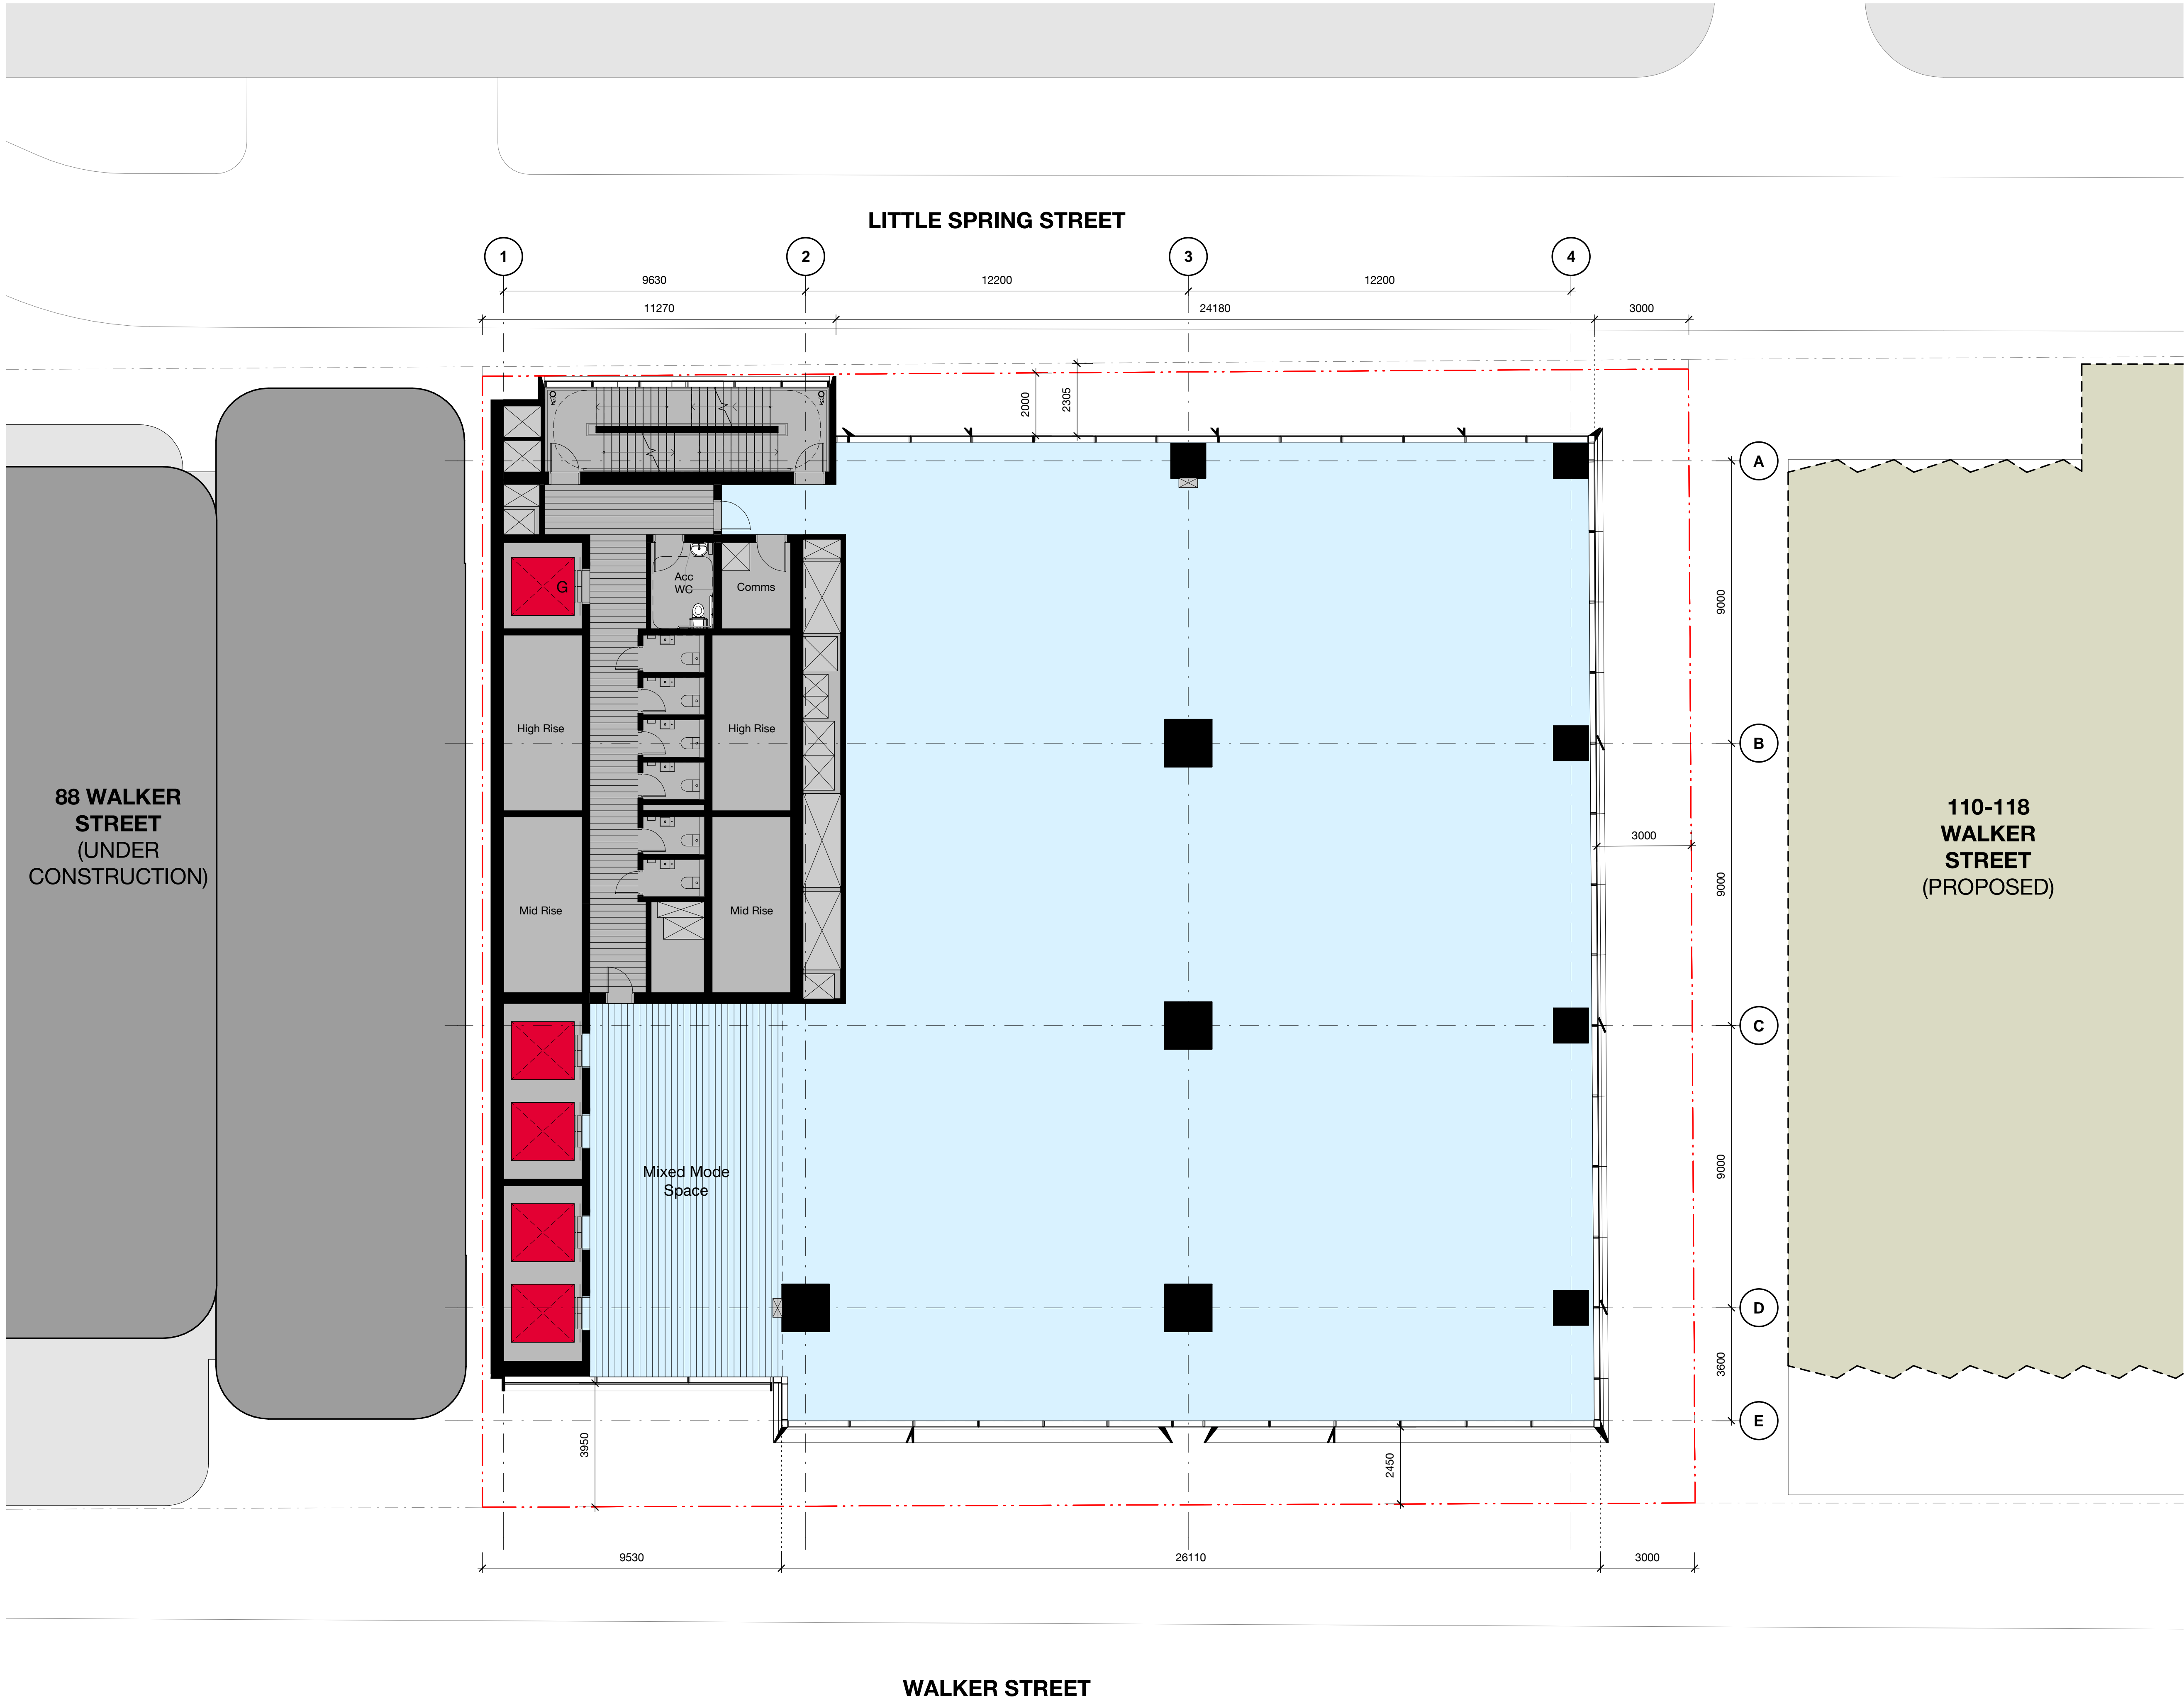 LITTLE SPRING STREET
1
2
3
4
9630
12200
12200
11270
24180
3000
2000
2305
A
B
C
D
E
9000
9000
9000
3600
3000
G
Acc
WC
Comms
High Rise
High Rise
Mid Rise
Mid Rise
Mixed Mode
Space
88 WALKER
STREET
(UNDER
CONSTRUCTION)
110-118
WALKER
STREET
(PROPOSED)
3950
2450
9530
26110
3000
WALKER STREET